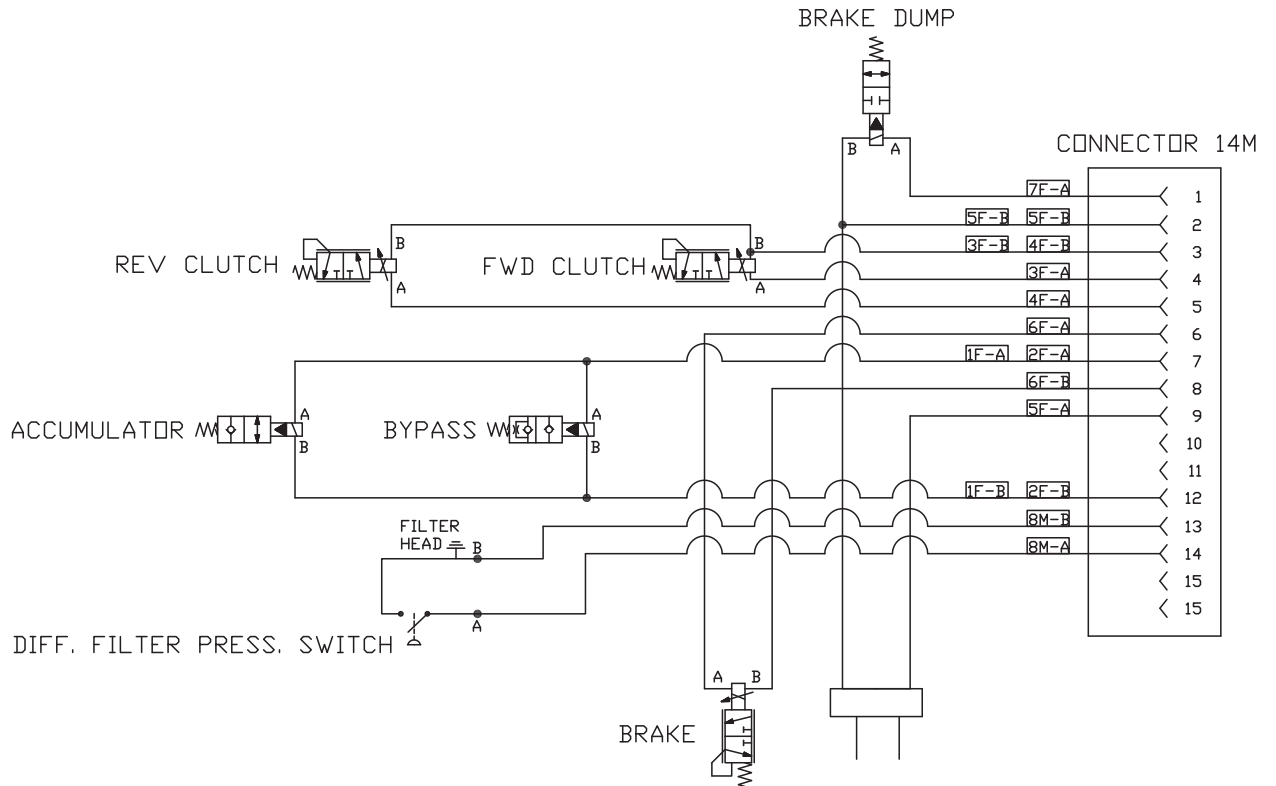 BRAKE DUMP
CONNECTOR 14M
B A
7F-A 1
5F-B 5F-B 2
B
3F-B 4F-B 3
REV CLUTCH
FWD CLUTCH
3F-A 4
A
A
4F-A 5
6F-A 6
1F-A 2F-A 7
6F-B 8
A
A
5F-A 9
ACCUMULATOR
BYPASS
B
B
10
11
1F-B 2F-B 12
FILTER
HEAD
B
8M-B 13
8M-A 14
15
15
A
DIFF. FILTER PRESS. SWITCH
A B
BRAKE
B